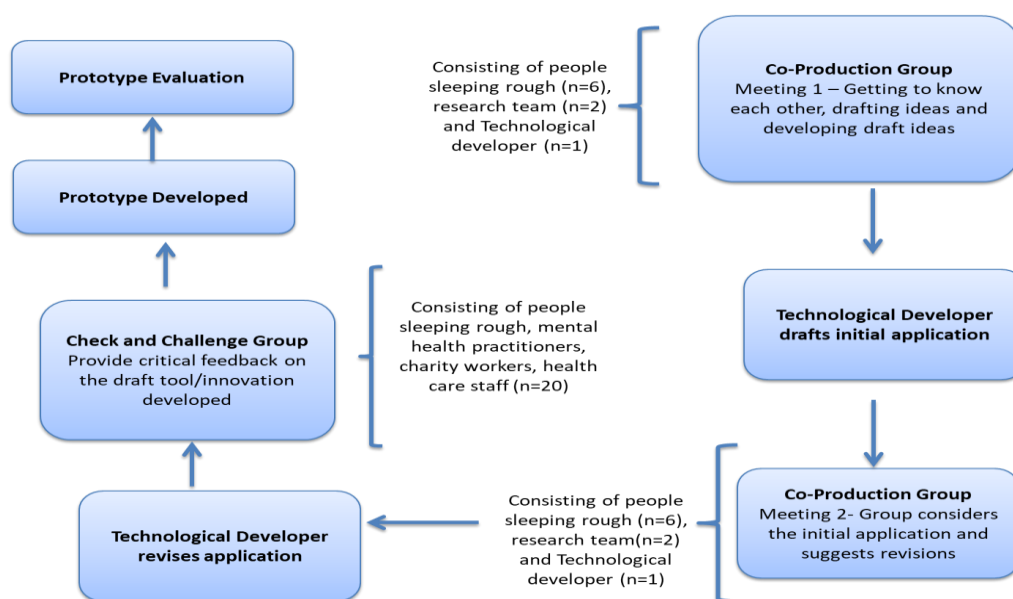 Co-Production Group
Meeting 1 – Getting to know
each other, drafting ideas and
developing draft ideas
Consisting of people
sleeping rough (n=6),
research team (n=2)
and Technological
developer (n=1)
Technological Developer
drafts initial application
Co-Production Group
Meeting 2- Group considers
the initial application and
suggests revisions
Consisting of people
sleeping rough (n=6),
research team(n=2)
and Technological
developer (n=1)
Technological Developer
revises application
Check and Challenge Group
Provide critical feedback on
the draft tool/innovation
developed
Consisting of people
sleeping rough, mental
health practitioners,
charity workers, health
care staff (n=20)
Prototype Developed
Prototype Evaluation